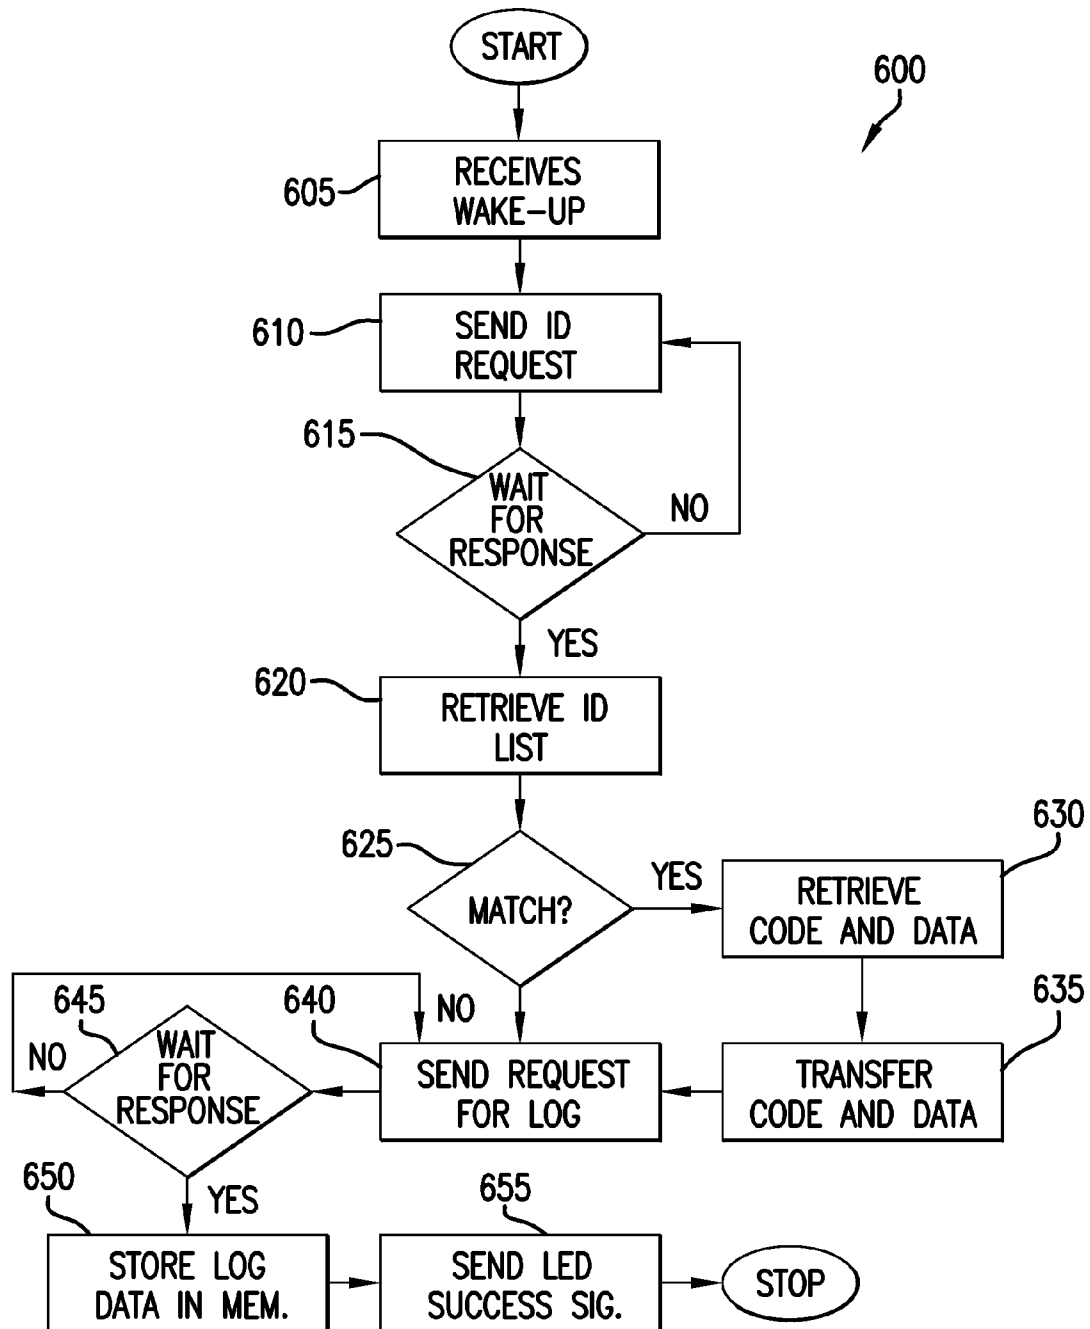 START
600
605
RECEIVES
WAKE-UP
610
SEND ID
REQUEST
615
WAIT
FOR
RESPONSE
NO
YES
620
RETRIEVE ID
LIST
625
MATCH?
YES
630
RETRIEVE
CODE AND DATA
NO
635
TRANSFER
CODE AND DATA
640
SEND REQUEST
FOR LOG
645
WAIT
FOR
RESPONSE
NO
YES
650
STORE LOG
DATA IN MEM.
655
SEND LED
SUCCESS SIG.
STOP